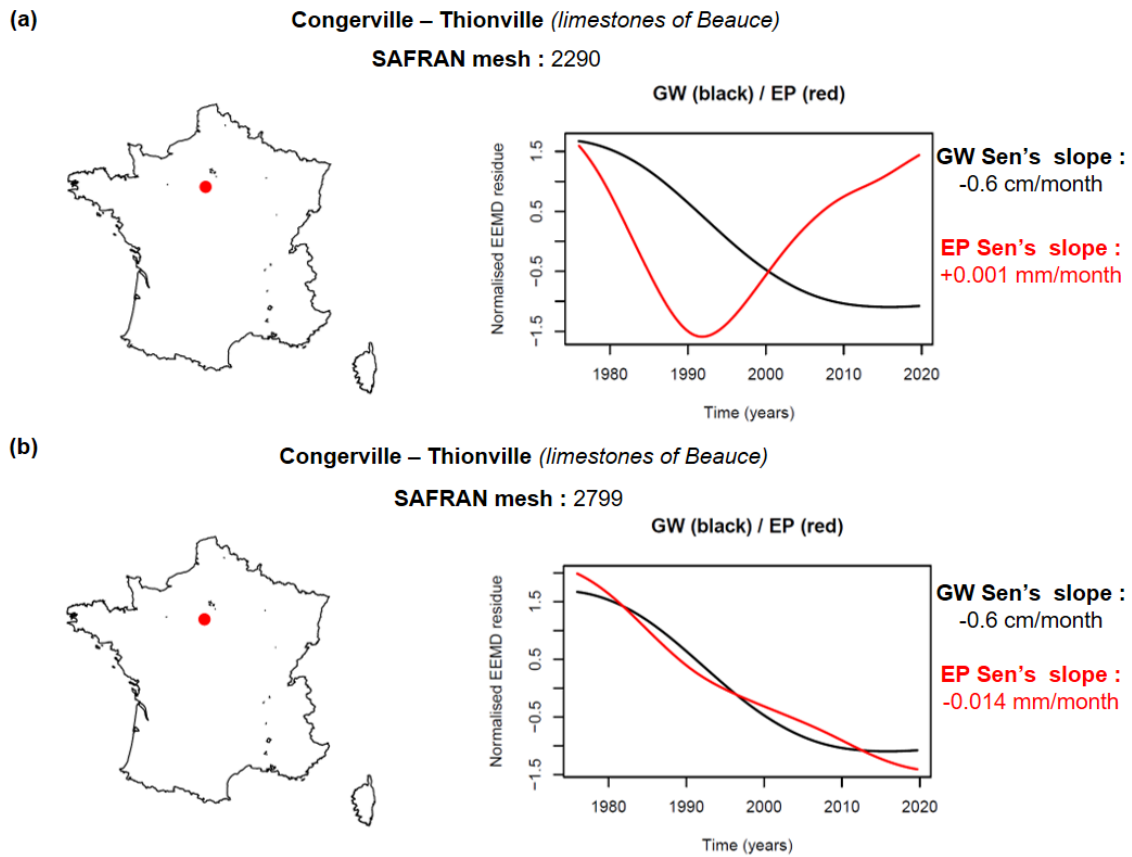 (a)
Congerville – Thionville (limestones of Beauce)
SAFRAN mesh : 2290
GW (black) / EP (red)
Normalised EEMD residue
1.5
0.5
−0.5
−1.5
1980
1990
2000
2010
2020
Time (years)
GW Sen's slope :
-0.6 cm/month
EP Sen's slope :
+0.001 mm/month
(b)
Congerville – Thionville (limestones of Beauce)
SAFRAN mesh : 2799
GW (black) / EP (red)
Normalised EEMD residue
1.5
0.5
−0.5
−1.5
1980
1990
2000
2010
2020
Time (years)
GW Sen's slope :
-0.6 cm/month
EP Sen's slope :
-0.014 mm/month